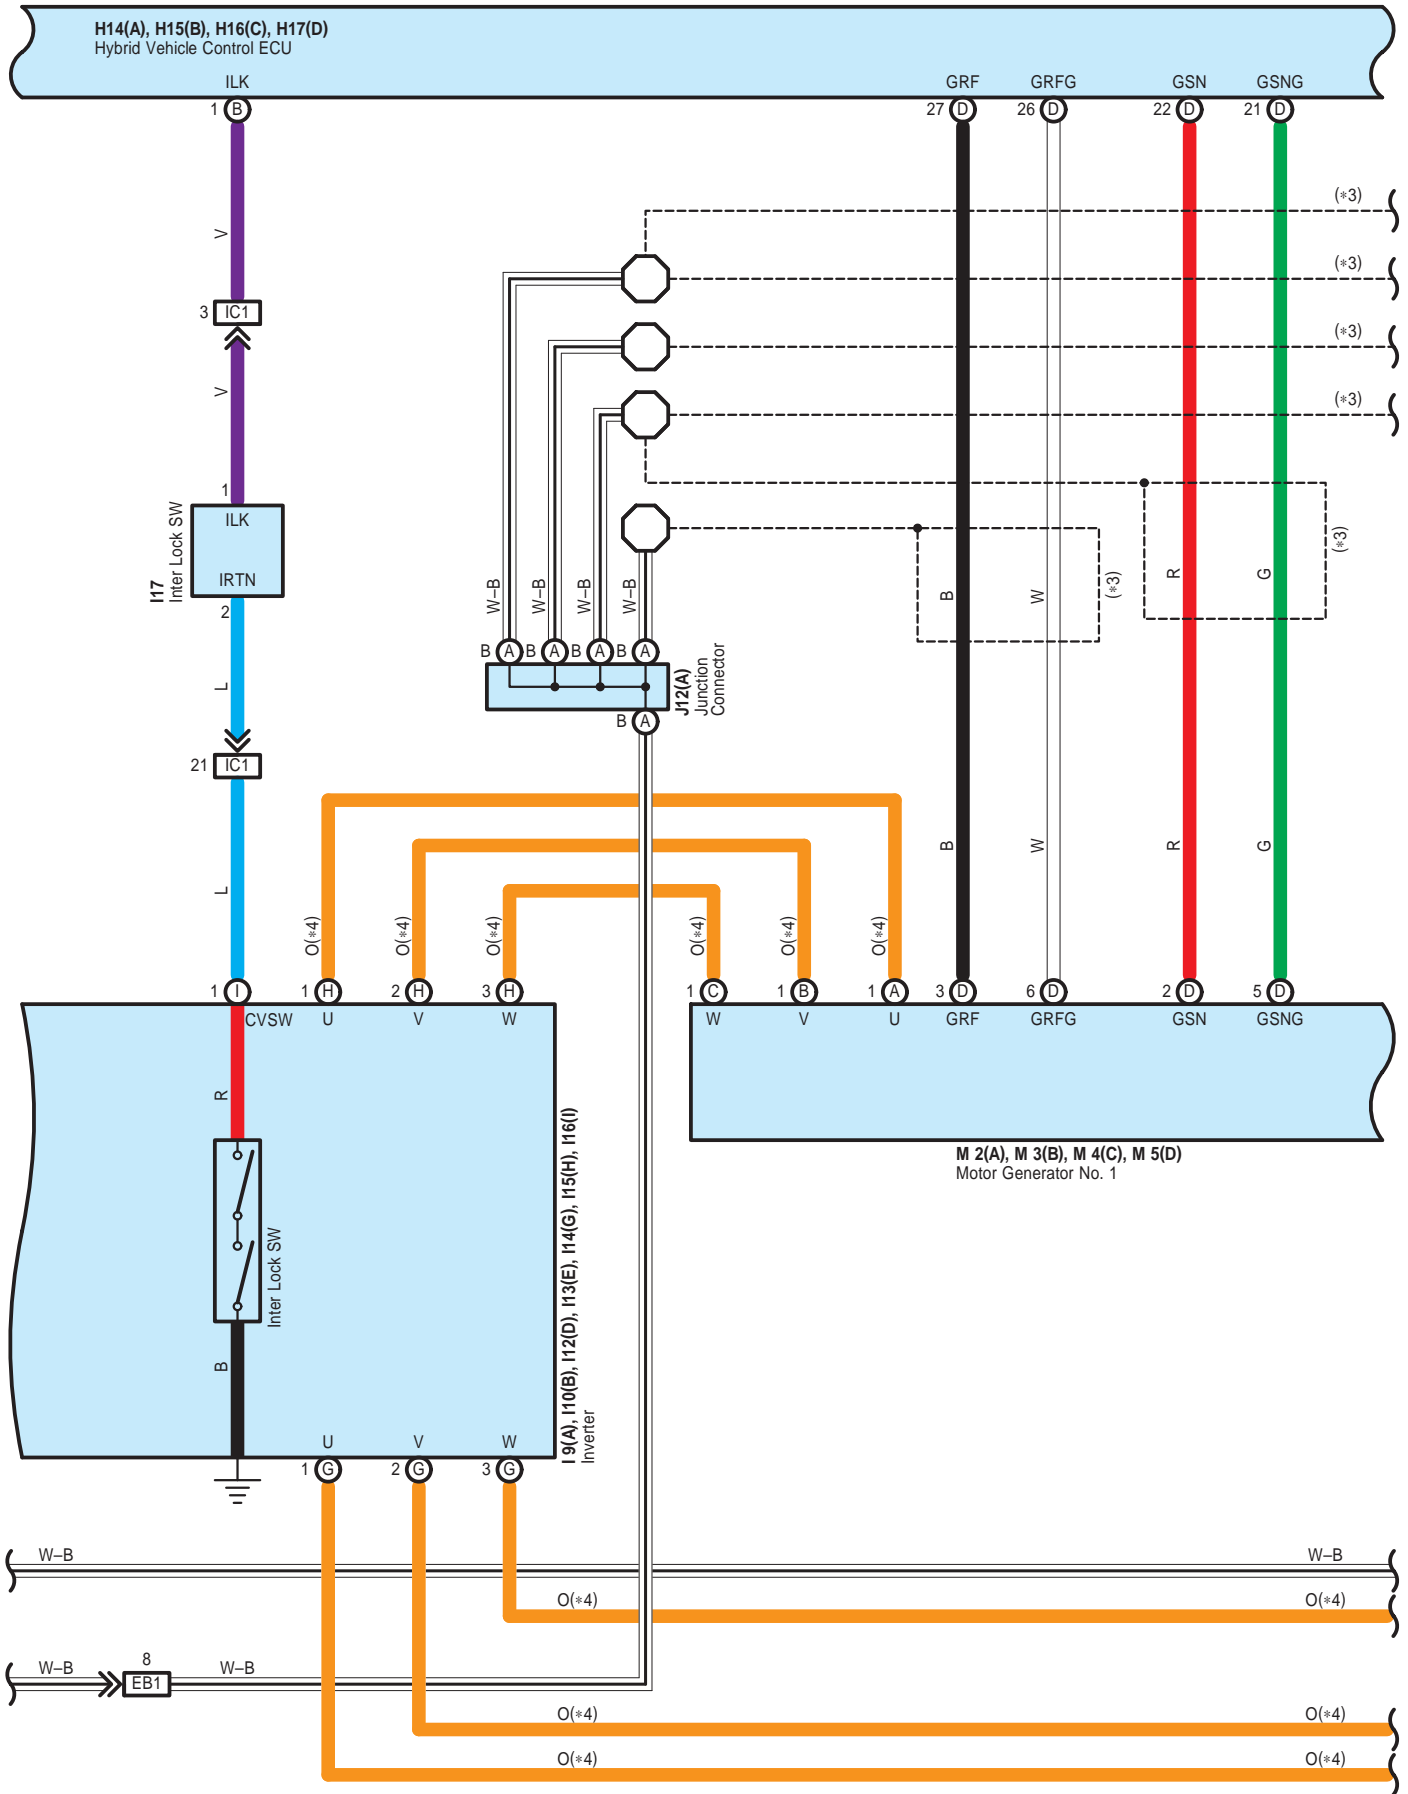 H14(A), H15(B), H16(C), H17(D)
Hybrid Vehicle Control ECU
ILK GRF GRFG GSN GSNG
1 B 27 D 26 D 22 D 21 D
(*3)
V
(*3)
3 IC1
(*3)
V
(*3)
1
ILK
I17
Inter Lock SW
(*3)
IRTN
W–B W–B W–B W–B B W (*3) R G
2
B A B A B A B A
L
J12(A)
Junction
Connector
B A
21 IC1
B W R G
L
O(*4) O(*4) O(*4) O(*4) O(*4) O(*4)
1 I 1 H 2 H 3 H 1 C 1 B 1 A 3 D 6 D 2 D 5 D
CVSW U V W W V U GRF GRFG GSN GSNG
R
M 2(A), M 3(B), M 4(C), M 5(D)
Motor Generator No. 1
Inter Lock SW
I 9(A), I10(B), I12(D), I13(E), I14(G), I15(H), I16(I)
Inverter
B
U V W
1 G 2 G 3 G
W–B W–B
O(*4) O(*4)
W–B 8 EB1 W–B
O(*4) O(*4)
O(*4) O(*4)